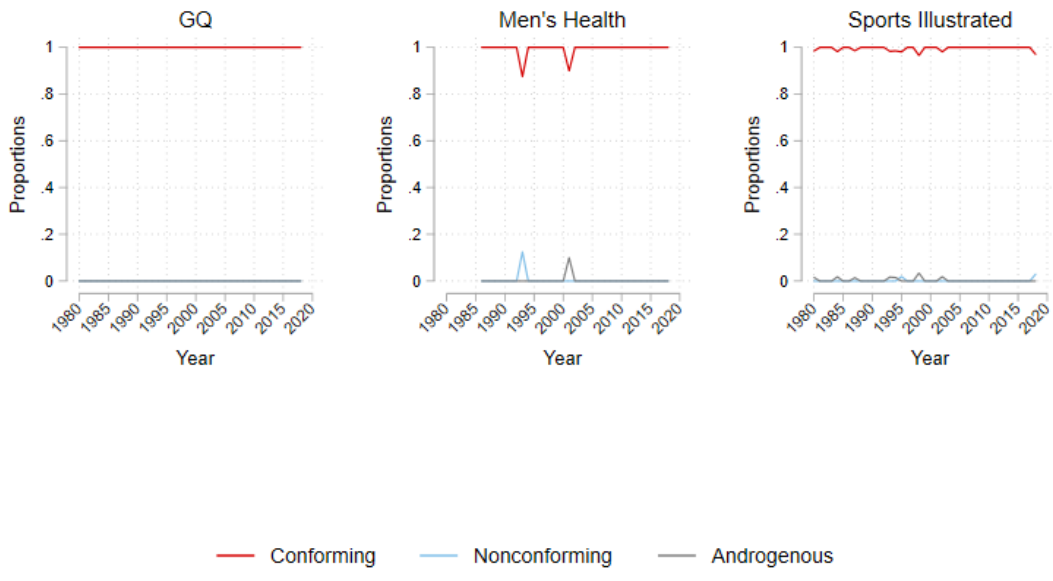 GQ
1
.8
.6
.4
.2
0
Proportions
1980 1985 1990 1995 2000 2005 2010 2015 2020
Year
Men's Health
1
.8
.6
.4
.2
0
Proportions
1980 1985 1990 1995 2000 2005 2010 2015 2020
Year
Sports Illustrated
1
.8
.6
.4
.2
0
Proportions
1980 1985 1990 1995 2000 2005 2010 2015 2020
Year
Conforming Nonconforming Androgenous